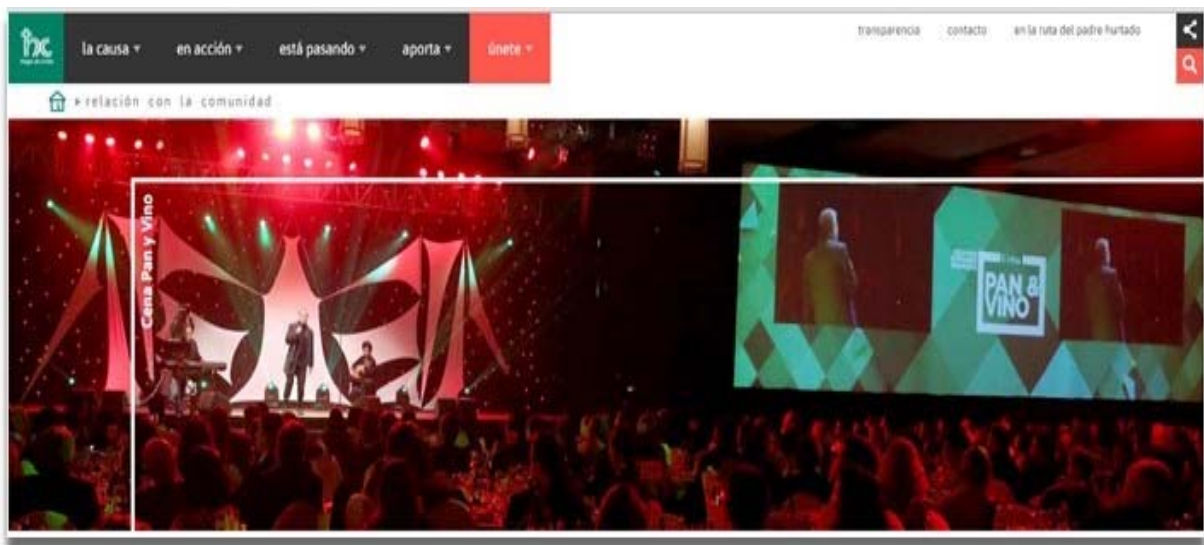 hc
la causa
en acción
está pasando
aporta
únete
transparencia
contacto
en la ruta del padre hurtado
relación con la comunidad
Cena Pan y Vino
PAN &
VINO